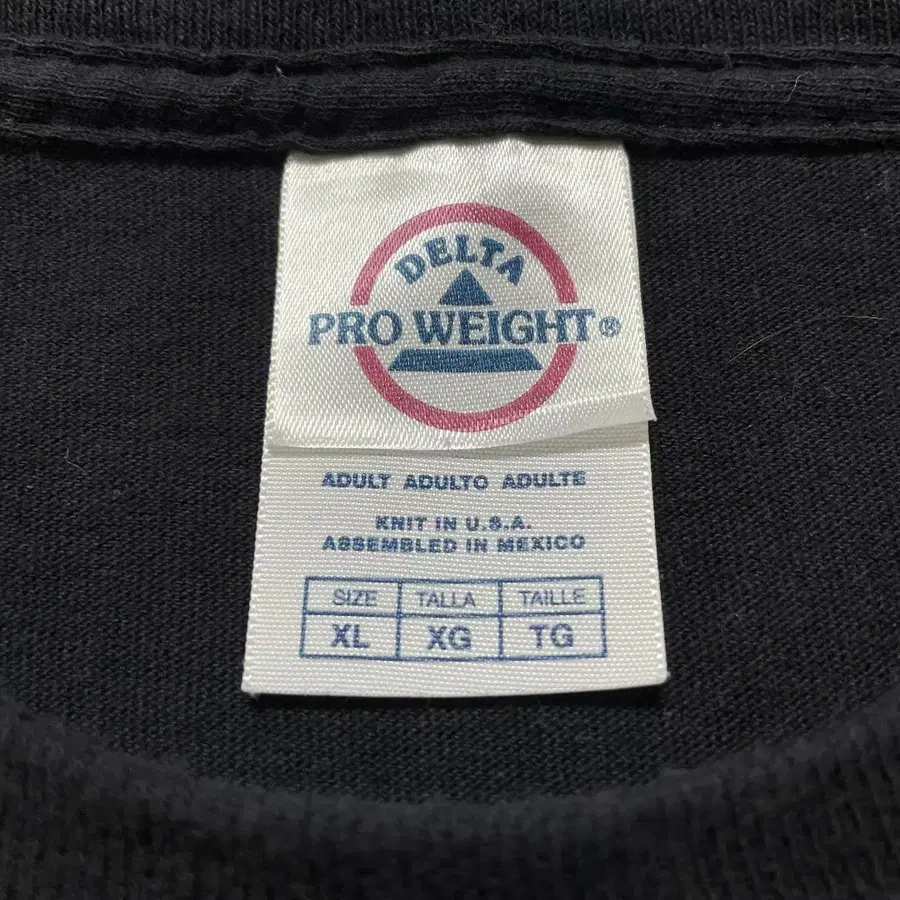 DELTA
PRO WEIGHT®
ADULT ADULTO ADULTE
KNIT IN U.S.A.
ASSEMBLED IN MEXICO
SIZE TALLA TAILLE
XL XG TG